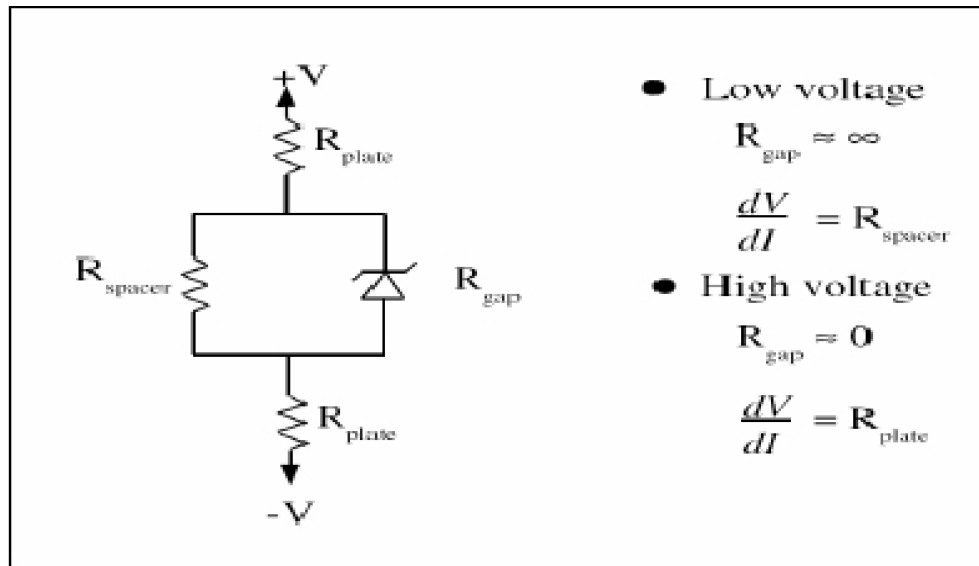 +V
R_plate
R_spacer
R_gap
R_plate
-V
• Low voltage
R_gap ≈ ∞
dV/dI = R_spacer
• High voltage
R_gap ≈ 0
dV/dI = R_plate